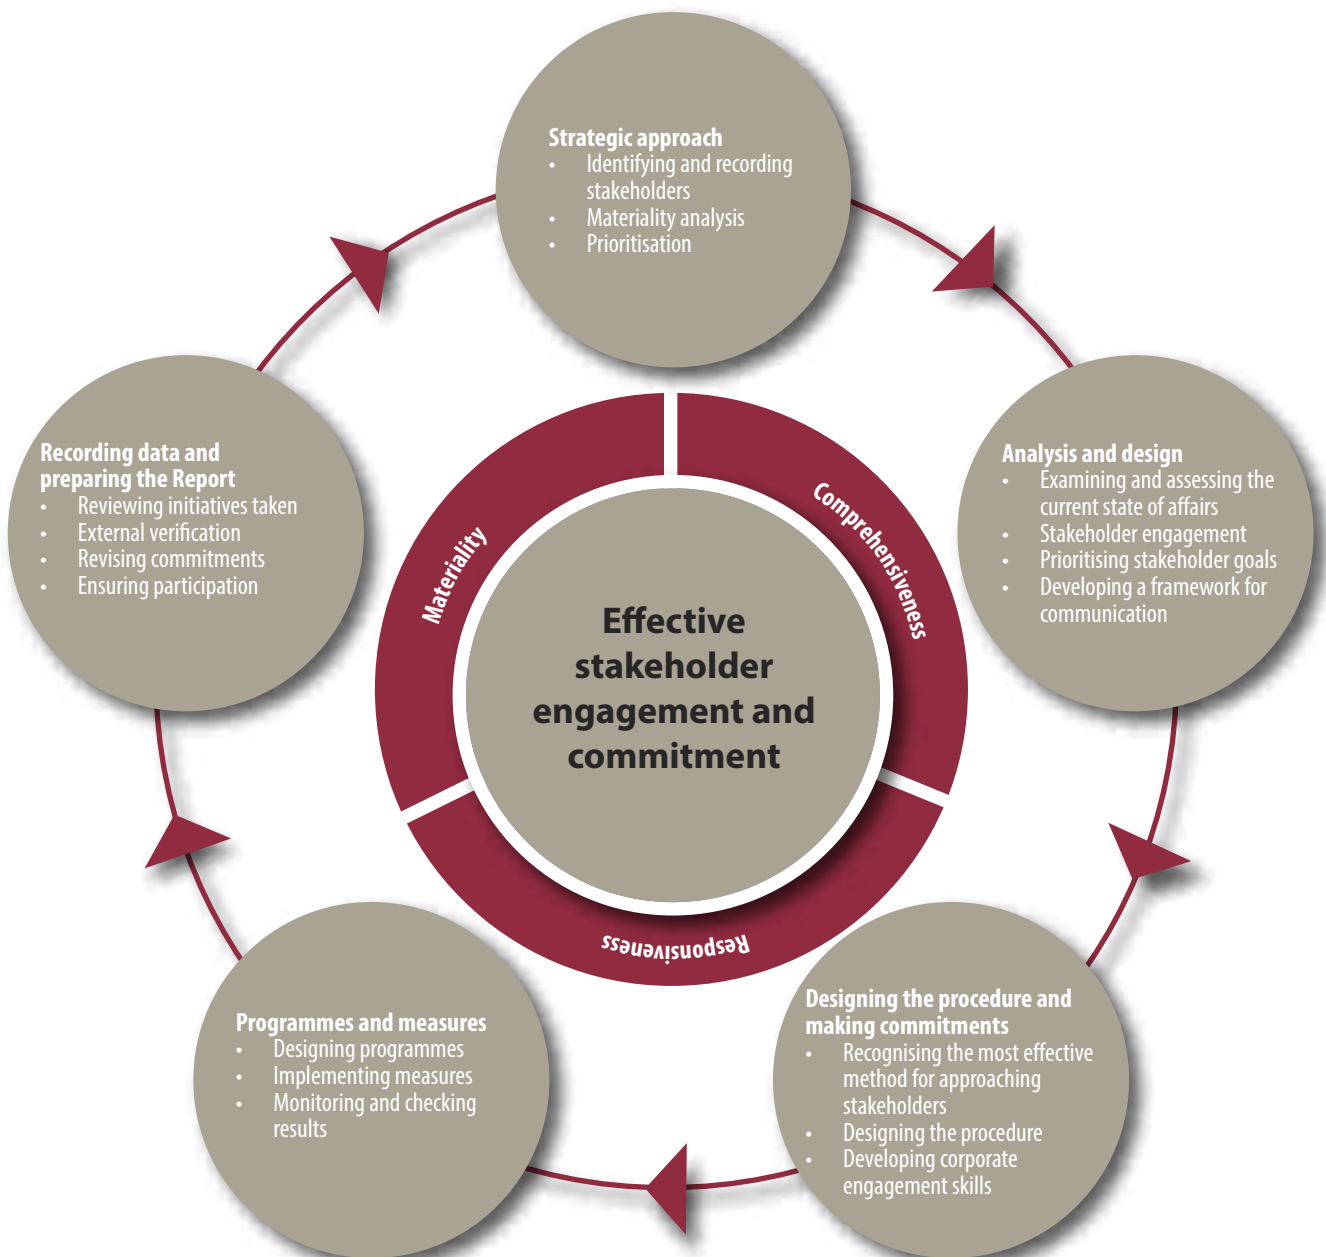 Strategic approach
• Identifying and recording
stakeholders
• Materiality analysis
• Prioritisation
Analysis and design
• Examining and assessing the
current state of affairs
• Stakeholder engagement
• Prioritising stakeholder goals
• Developing a framework for
communication
Designing the procedure and
making commitments
• Recognising the most effective
method for approaching
stakeholders
• Designing the procedure
• Developing corporate
engagement skills
Programmes and measures
• Designing programmes
• Implementing measures
• Monitoring and checking
results
Recording data and
preparing the Report
• Reviewing initiatives taken
• External verification
• Revising commitments
• Ensuring participation
Materiality
Comprehensiveness
Responsiveness
Effective
stakeholder
engagement and
commitment